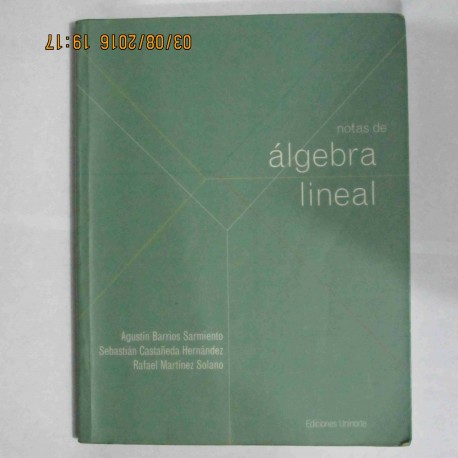 03/08/2016 19:17
notas de
álgebra
lineal
Agustín Barrios Sarmiento
Sebastián Castañeda Hernández
Rafael Martínez Solano
Ediciones Uninorte